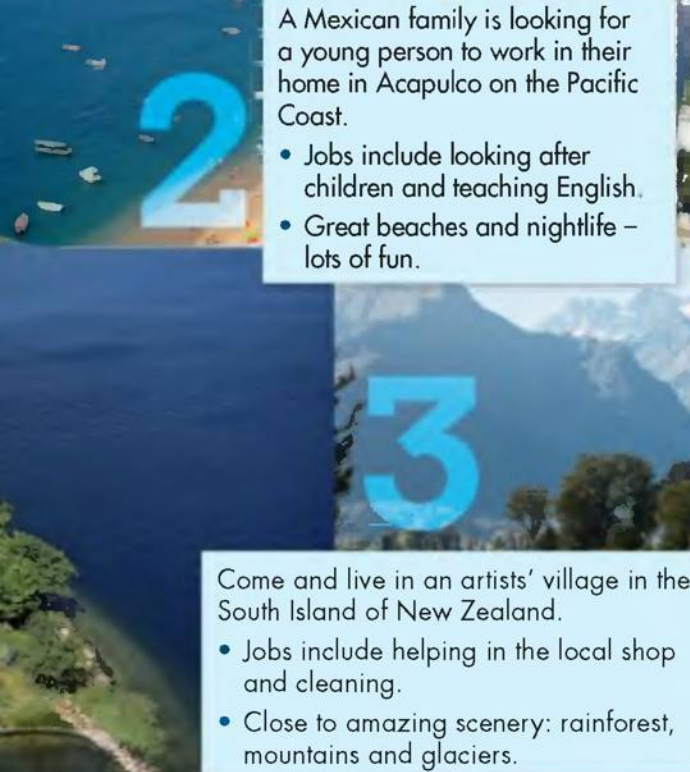 2
A Mexican family is looking for
a young person to work in their
home in Acapulco on the Pacific
Coast.
• Jobs include looking after
children and teaching English.
• Great beaches and nightlife –
lots of fun.
3
Come and live in an artists' village in the
South Island of New Zealand.
• Jobs include helping in the local shop
and cleaning.
• Close to amazing scenery: rainforest,
mountains and glaciers.